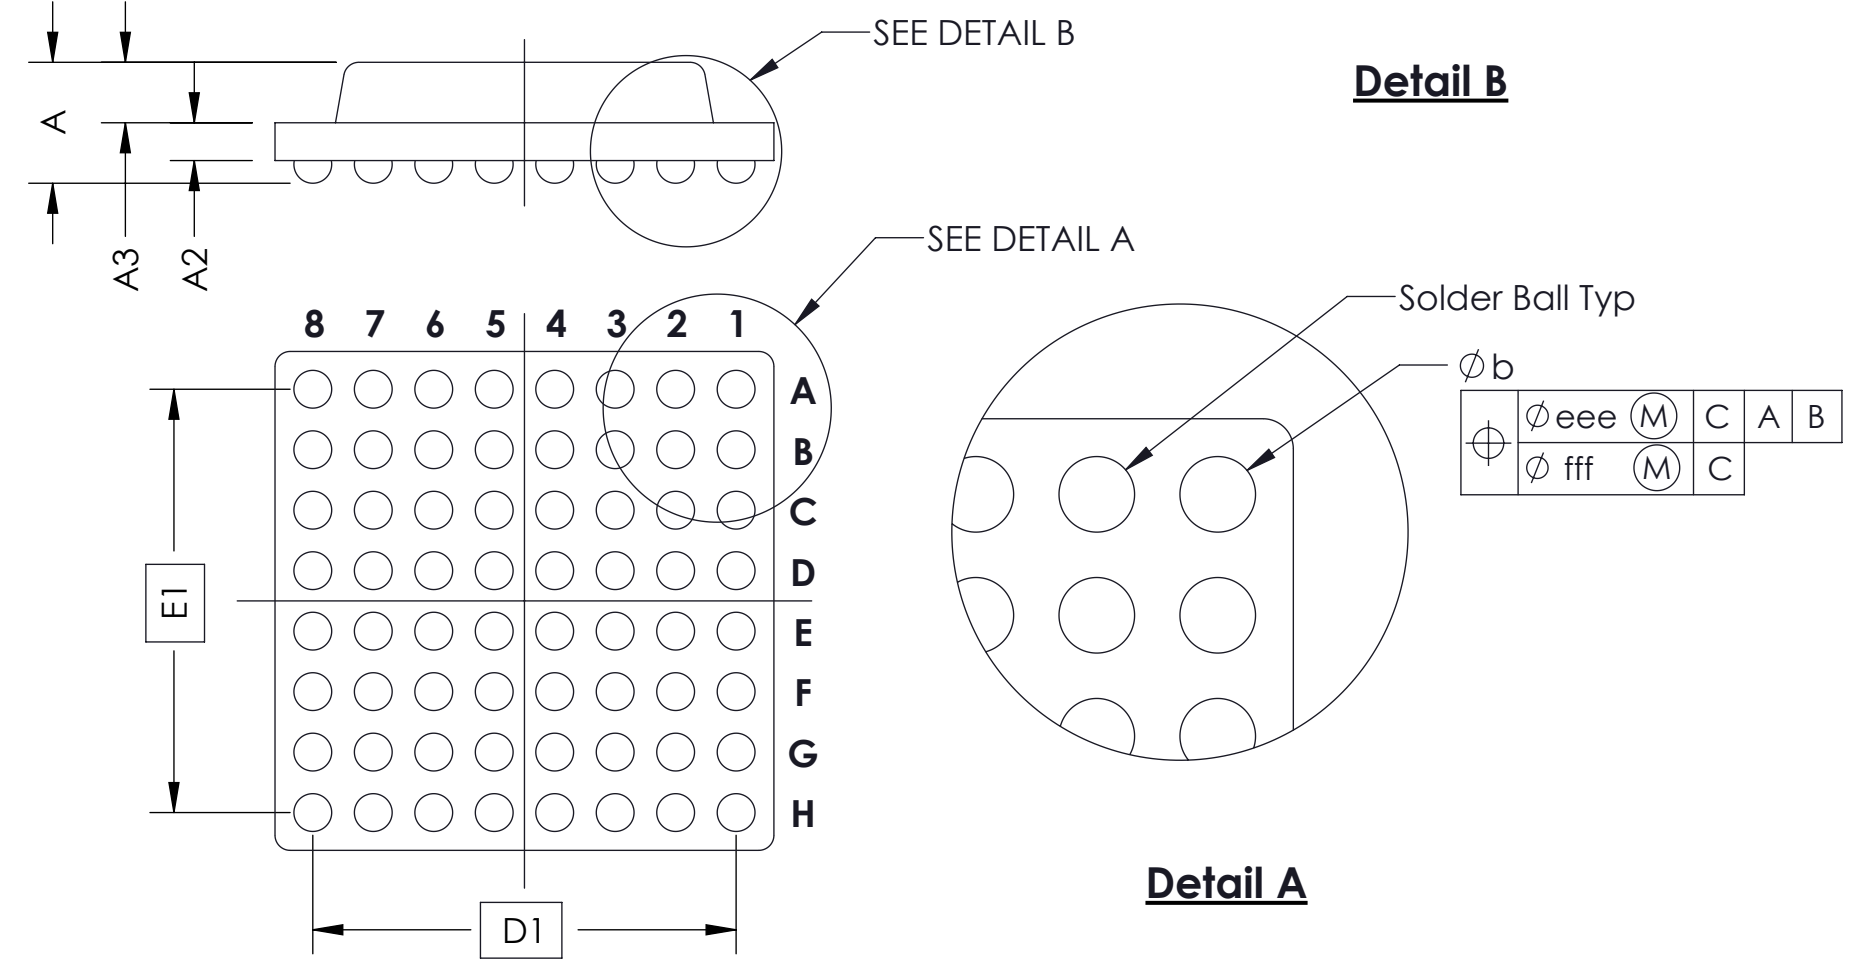 SEE DETAIL B
Detail B
A
A3
A2
SEE DETAIL A
8 7 6 5 4 3 2 1
A
B
C
D
E
F
G
H
E1
D1
Solder Ball Typ
∅ b
∅ eee Ⓜ C A B
∅ fff Ⓜ C
Detail A